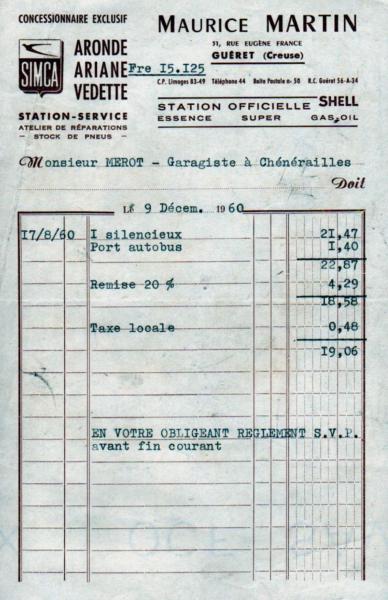 CONCESSIONNAIRE EXCLUSIF
SIMCA
ARONDE
ARIANE
VEDETTE
STATION-SERVICE
ATELIER DE RÉPARATIONS
— STOCK DE PNEUS —
MAURICE MARTIN
51, RUE EUGÈNE FRANCE
GUÉRET (Creuse)
Fre I5.I25
C.P. Limoges 83-49 Téléphone 44 Boite Postale n° 50 R.C. Guéret 56-A-24
STATION OFFICIELLE SHELL
ESSENCE SUPER GAS-OIL
Monsieur MEROT - Garagiste à Chénérailles
Doit
LE 9 Décem. 1960
I7/8/60 I silencieux 2I,47
Port autobus I,40
22,87
Remise 20 % 4,29
I8,58
Taxe locale 0,48
I9,06
EN VOTRE OBLIGEANT REGLEMENT S.V.P.
avant fin courant